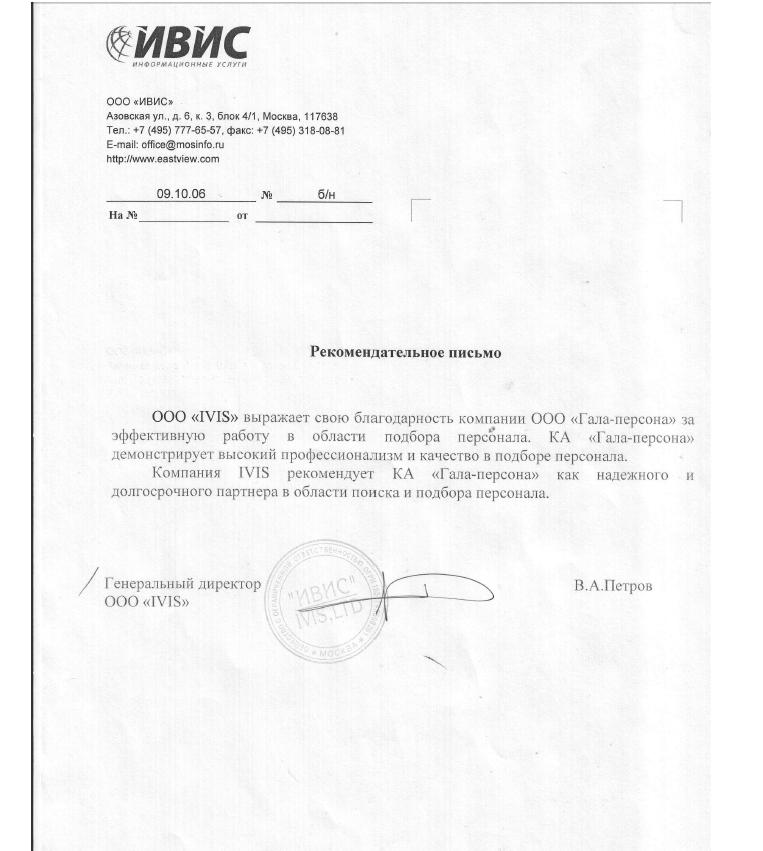 ИВИС
ИНФОРМАЦИОННЫЕ УСЛУГИ
ООО «ИВИС»
Азовская ул., д. 6, к. 3, блок 4/1, Москва, 117638
Тел.: +7 (495) 777-65-57, факс: +7 (495) 318-08-81
E-mail: office@mosinfo.ru
http://www.eastview.com
09.10.06 № б/н
На № от
Рекомендательное письмо
ООО «IVIS» выражает свою благодарность компании ООО «Гала-персона» за
эффективную работу в области подбора персонала. КА «Гала-персона»
демонстрирует высокий профессионализм и качество в подборе персонала.
Компания IVIS рекомендует КА «Гала-персона» как надежного и
долгосрочного партнера в области поиска и подбора персонала.
Генеральный директор
ООО «IVIS»
В.А.Петров
"ИВИС"
IVIS.LTD
ОБЩЕСТВО С ОГРАНИЧЕННОЙ ОТВЕТСТВЕННОСТЬЮ
* МОСКВА *